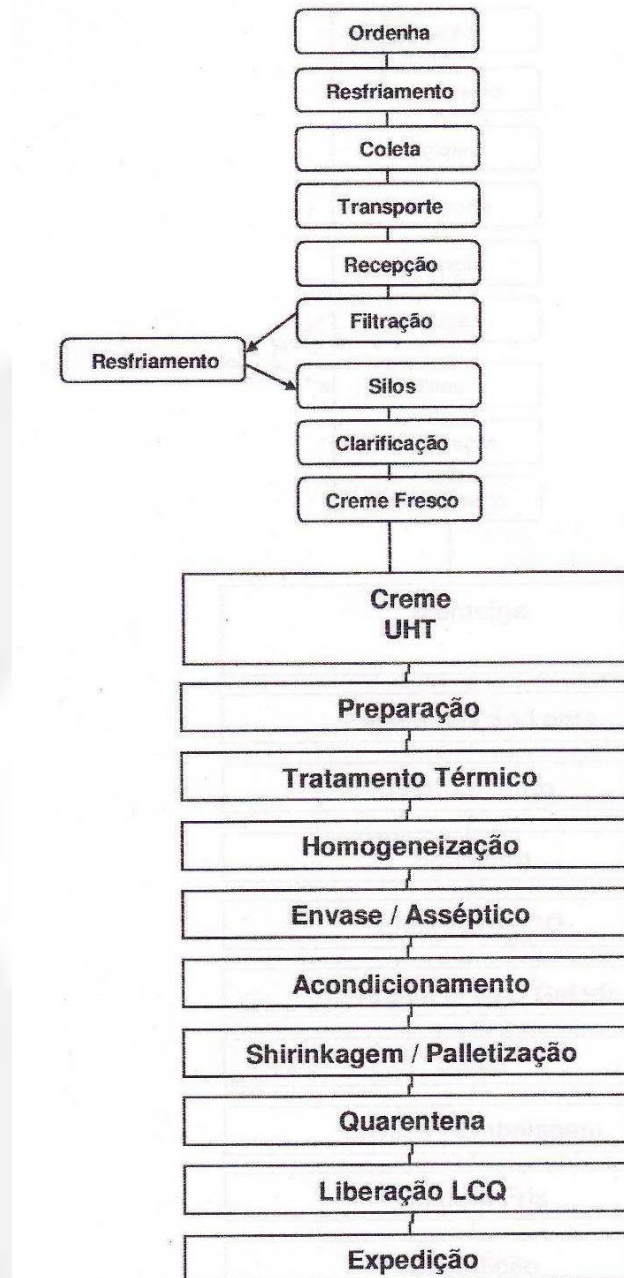 Ordenha
Resfriamento
Coleta
Transporte
Recepção
Filtração
Resfriamento
Silos
Clarificação
Creme Fresco
Creme
UHT
Preparação
Tratamento Térmico
Homogeneização
Envase / Asséptico
Acondicionamento
Shirinkagem / Palletização
Quarentena
Liberação LCQ
Expedição